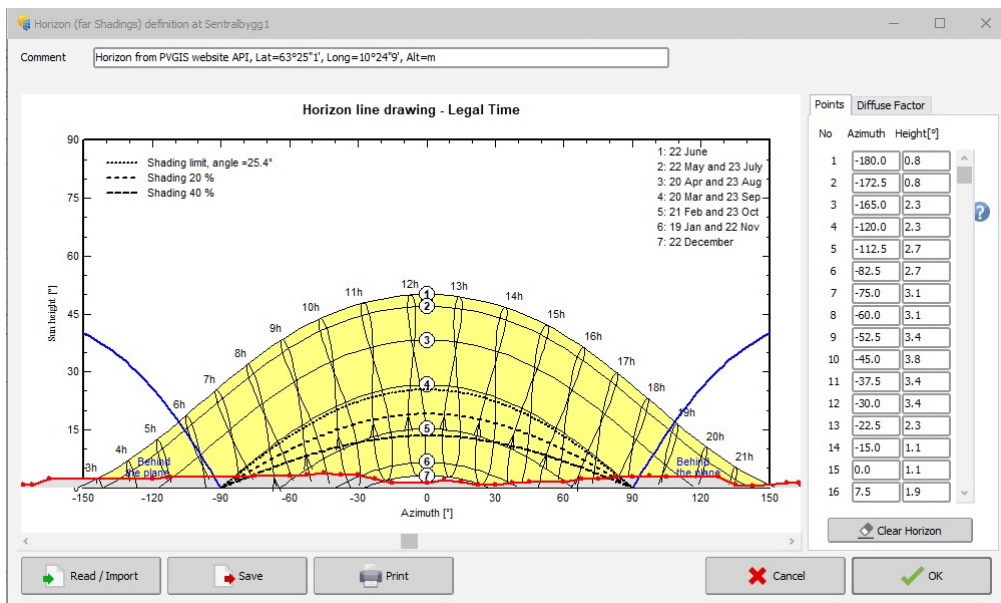 Horizon (far Shadings) definition at Sentralbygg1
Comment Horizon from PVGIS website API, Lat=63°25"1', Long=10°24"9', Alt=m
Horizon line drawing - Legal Time
Shading limit, angle =25.4°
Shading 20 %
Shading 40 %
1: 22 June
2: 22 May and 23 July
3: 20 Apr and 23 Aug
4: 20 Mar and 23 Sep
5: 21 Feb and 23 Oct
6: 19 Jan and 22 Nov
7: 22 December
90
75
60
45
30
15
Sun height [°]
3h
4h
5h
6h
7h
8h
9h
10h
11h
12h
13h
14h
15h
16h
17h
18h
19h
20h
21h
1
2
3
4
5
6
7
Behind
the plane
Behind
the plane
-150 -120 -90 -60 -30 0 30 60 90 120 150
Azimuth [°]
Points Diffuse Factor
No Azimuth Height[°]
1 -180.0 0.8
2 -172.5 0.8
3 -165.0 2.3
4 -120.0 2.3
5 -112.5 2.7
6 -82.5 2.7
7 -75.0 3.1
8 -60.0 3.1
9 -52.5 3.4
10 -45.0 3.8
11 -37.5 3.4
12 -30.0 3.4
13 -22.5 2.3
14 -15.0 1.1
15 0.0 1.1
16 7.5 1.9
?
Clear Horizon
Read / Import
Save
Print
Cancel
OK